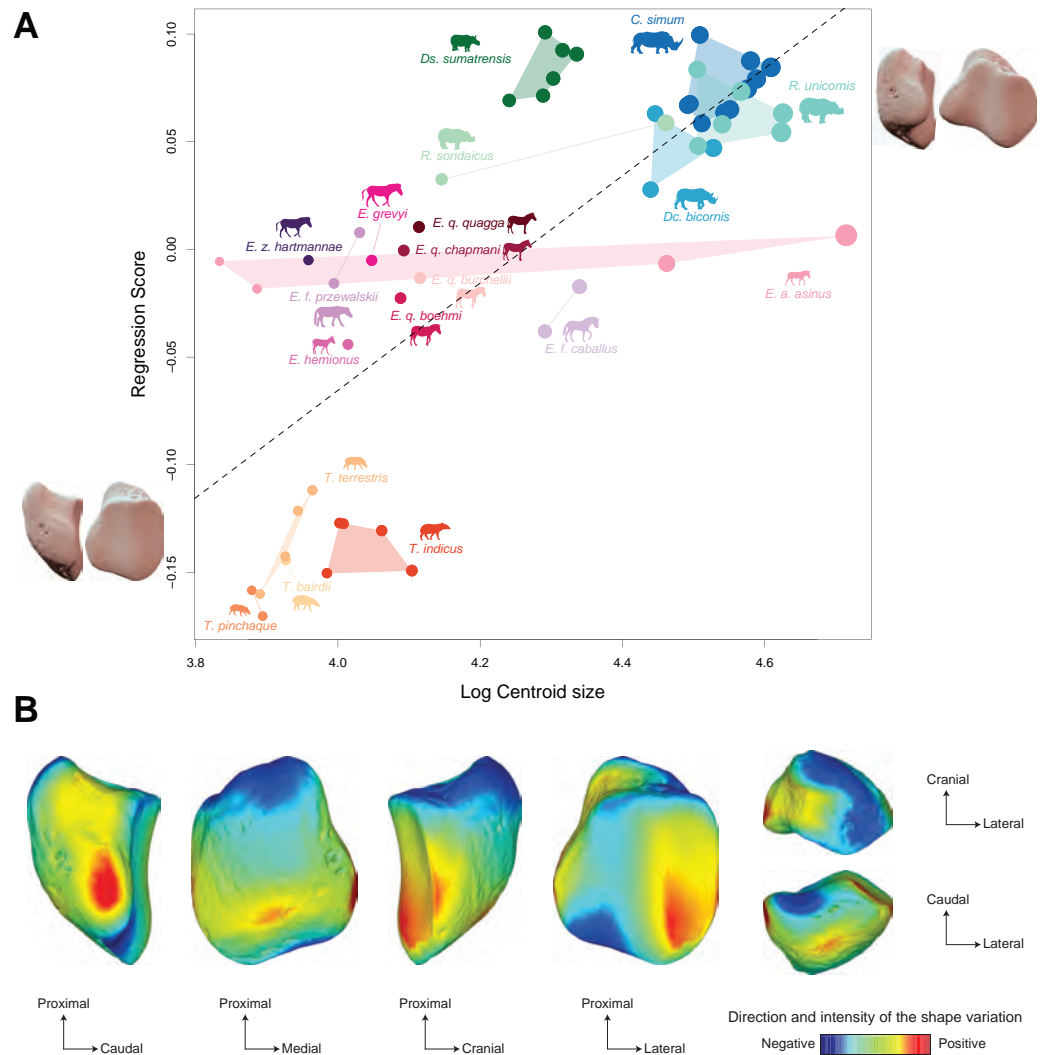 A
0.10
0.05
0.00
−0.05
−0.10
−0.15
Regression Score
C. simum
Ds. sumatrensis
R. unicornis
R. sondaicus
Dc. bicornis
E. grevyi
E. q. quagga
E. z. hartmannae
E. q. chapmani
E. q. burchellii
E. a. asinus
E. f. przewalskii
E. q. boehmi
E. hemionus
E. f. caballus
T. terrestris
T. indicus
T. bairdii
T. pinchaque
3.8 4.0 4.2 4.4 4.6
Log Centroid size
B
Cranial
Lateral
Caudal
Lateral
Proximal
Caudal
Proximal
Medial
Proximal
Cranial
Proximal
Lateral
Direction and intensity of the shape variation
Negative Positive